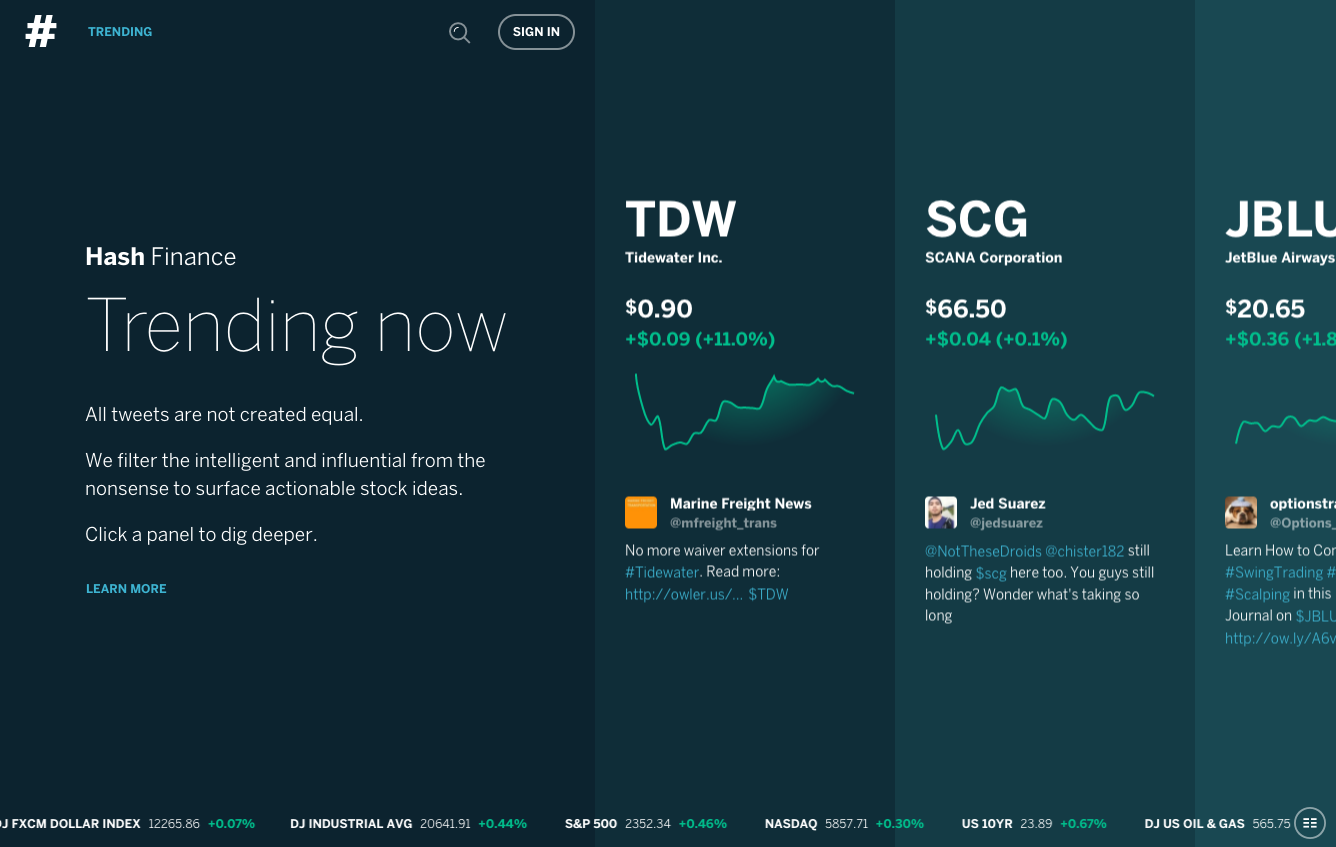 #
TRENDING
SIGN IN
Hash Finance
Trending now
All tweets are not created equal.
We filter the intelligent and influential from the
nonsense to surface actionable stock ideas.
Click a panel to dig deeper.
LEARN MORE
TDW
Tidewater Inc.
$0.90
+$0.09 (+11.0%)
Marine Freight News
@mfreight_trans
No more waiver extensions for
#Tidewater. Read more:
http://owler.us/… $TDW
SCG
SCANA Corporation
$66.50
+$0.04 (+0.1%)
Jed Suarez
@jedsuarez
@NotTheseDroids @chister182 still
holding $scg here too. You guys still
holding? Wonder what's taking so
long
JBLU
JetBlue Airways
$20.65
+$0.36 (+1.8
optionstra
@Options_
Learn How to Cor
#SwingTrading #
#Scalping in this
Journal on $JBLU
http://ow.ly/A6v
DJ FXCM DOLLAR INDEX 12265.86 +0.07% DJ INDUSTRIAL AVG 20641.91 +0.44% S&P 500 2352.34 +0.46% NASDAQ 5857.71 +0.30% US 10YR 23.89 +0.67% DJ US OIL & GAS 565.75